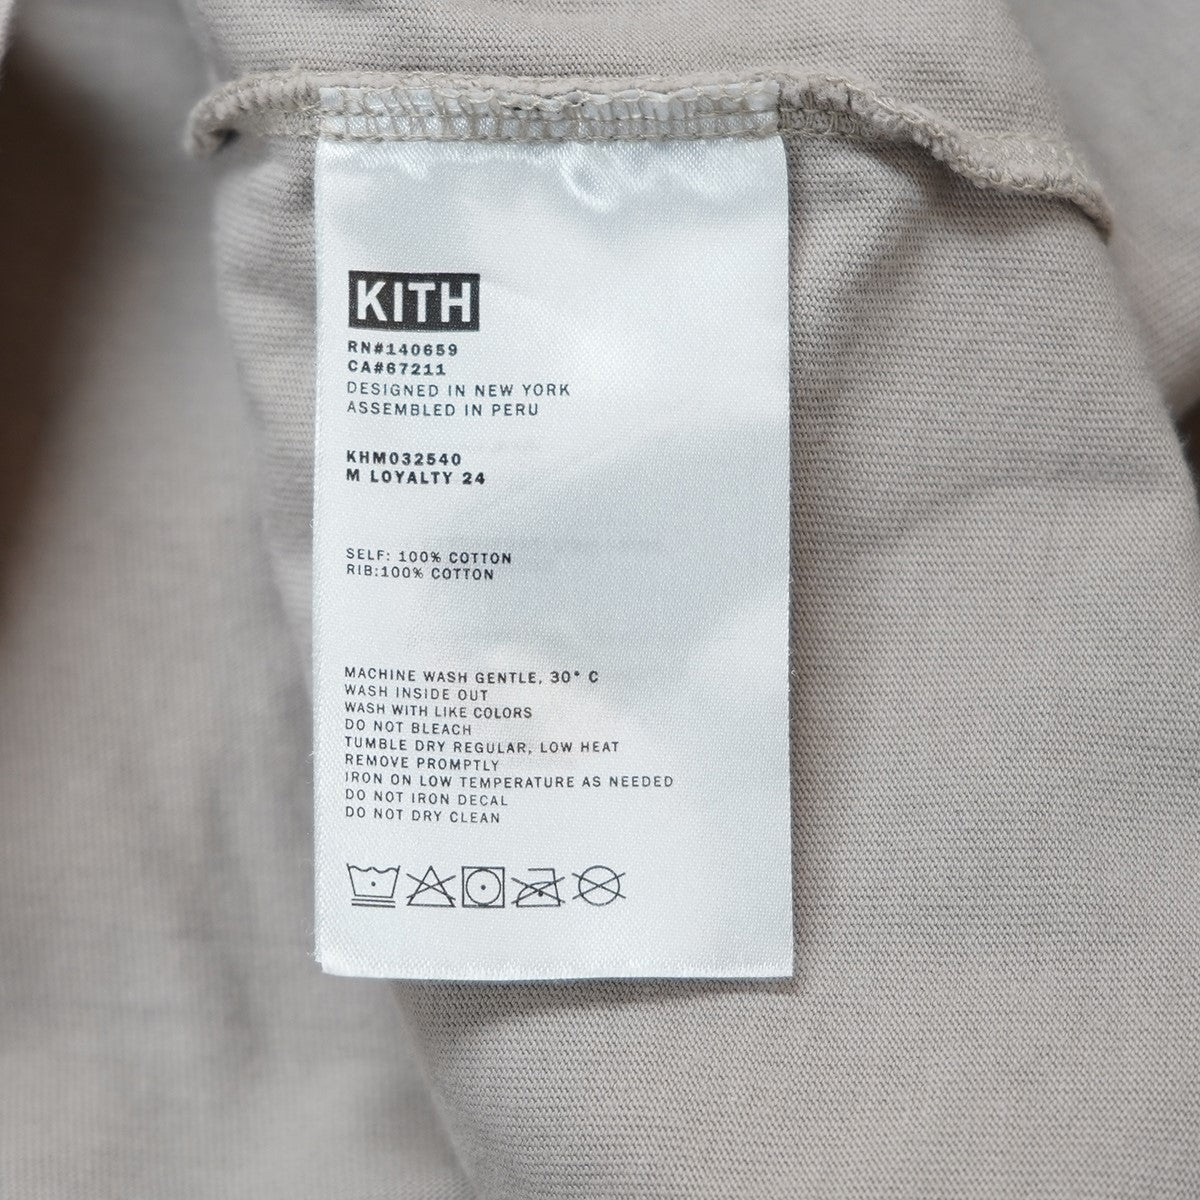 KITH
RN#140659
CA#67211
DESIGNED IN NEW YORK
ASSEMBLED IN PERU
KHM032540
M LOYALTY 24
SELF: 100% COTTON
RIB:100% COTTON
MACHINE WASH GENTLE, 30° C
WASH INSIDE OUT
WASH WITH LIKE COLORS
DO NOT BLEACH
TUMBLE DRY REGULAR, LOW HEAT
REMOVE PROMPTLY
IRON ON LOW TEMPERATURE AS NEEDED
DO NOT IRON DECAL
DO NOT DRY CLEAN